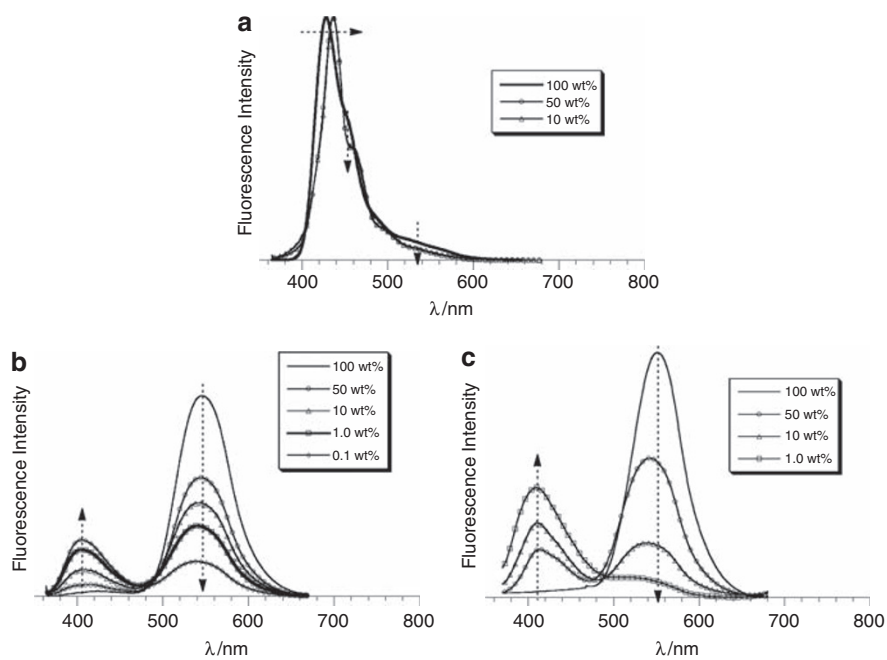 a
Fluorescence Intensity
100 wt%
50 wt%
10 wt%
400 500 600 700 800
λ/nm
b
Fluorescence Intensity
100 wt%
50 wt%
10 wt%
1.0 wt%
0.1 wt%
400 500 600 700 800
λ/nm
c
Fluorescence Intensity
100 wt%
50 wt%
10 wt%
1.0 wt%
400 500 600 700 800
λ/nm